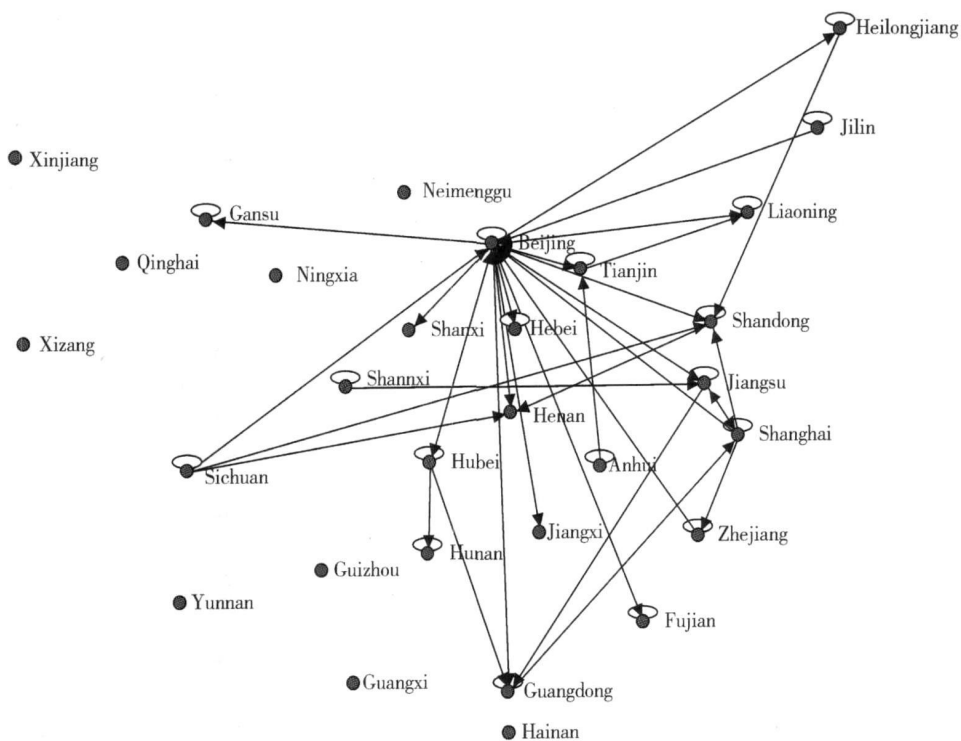 Heilongjiang
Jilin
Xinjiang
Neimenggu
Gansu
Liaoning
Beijing
Qinghai
Ningxia
Tianjin
Shanxi
Hebei
Shandong
Xizang
Shannxi
Jiangsu
Henan
Shanghai
Sichuan
Hubei
Anhui
Jiangxi
Zhejiang
Hunan
Guizhou
Yunnan
Fujian
Guangxi
Guangdong
Hainan